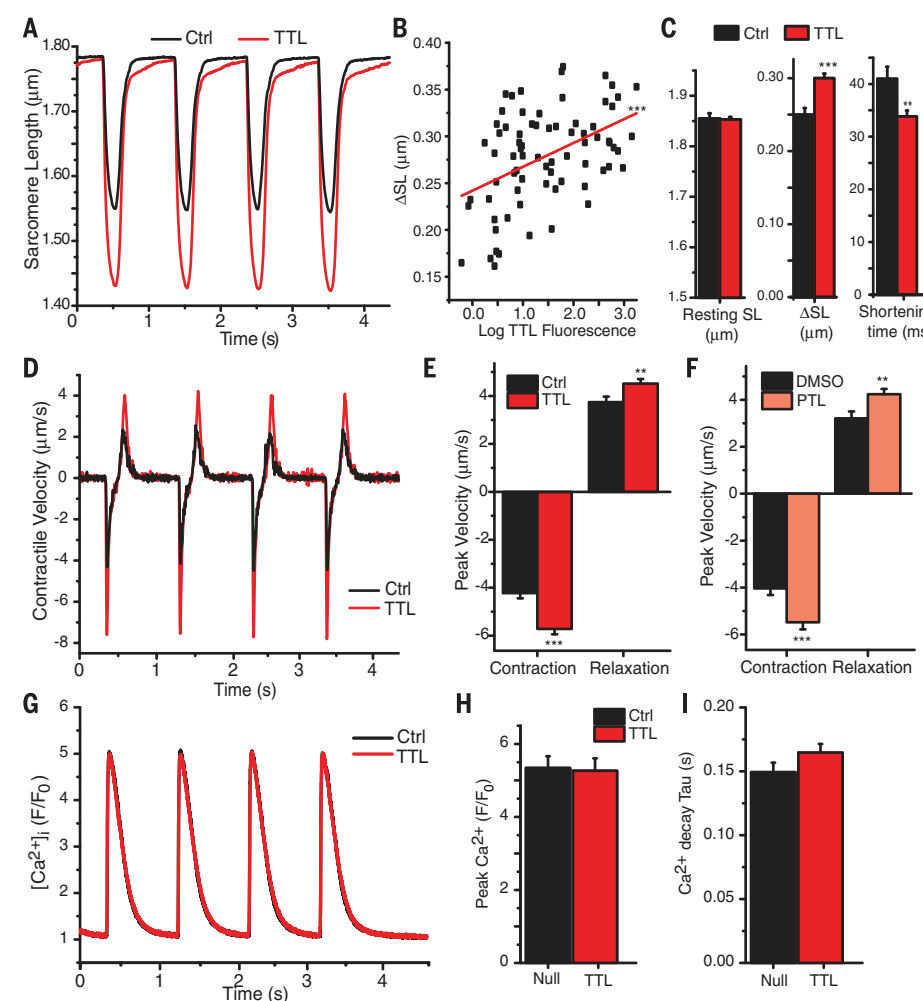 A
Ctrl
TTL
Sarcomere Length (μm)
1.80
1.70
1.60
1.50
1.40
0
1
2
3
4
Time (s)
B
ΔSL (μm)
0.40
0.35
0.30
0.25
0.20
0.15
***
0.0
1.0
2.0
3.0
Log TTL Fluorescence
C
Ctrl
TTL
1.9
1.8
1.7
1.6
1.5
Resting SL
(μm)
0.30
0.20
0.10
0.00
***
ΔSL
(μm)
40
30
20
10
0
**
Shortenin
time (ms
D
Contractile Velocity (μm/s)
4
2
0
-2
-4
-6
-8
Ctrl
TTL
0
1
2
3
4
Time (s)
E
Peak Velocity (μm/s)
4
2
0
-2
-4
-6
Ctrl
TTL
**
***
Contraction
Relaxation
F
Peak Velocity (μm/s)
4
2
0
-2
-4
-6
DMSO
PTL
**
***
Contraction
Relaxation
G
[Ca2+]i (F/F0)
6
5
4
3
2
1
Ctrl
TTL
0
1
2
3
4
Time (s)
H
Peak Ca2+ (F/F0)
6
4
2
0
Ctrl
TTL
Null
TTL
I
Ca2+ decay Tau (s)
0.20
0.15
0.10
0.05
0.00
Null
TTL